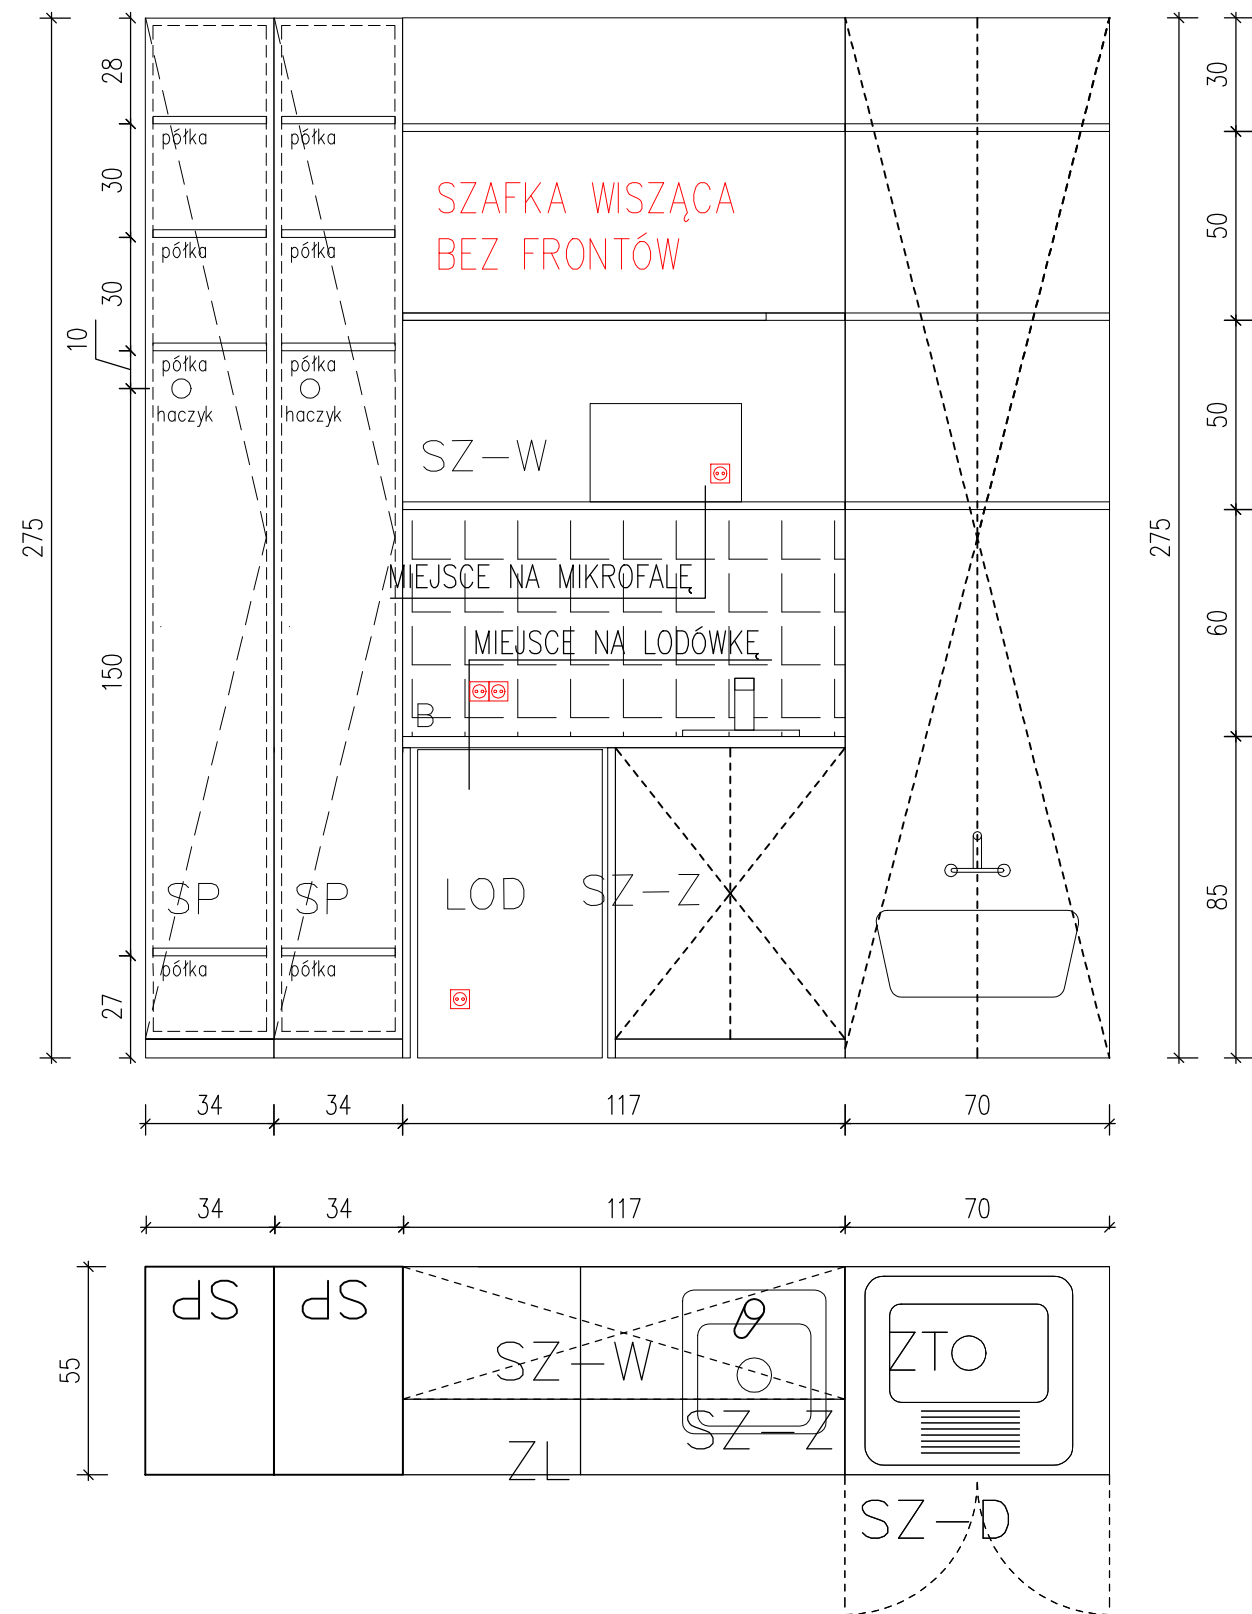 28
30
30
10
150
27
275
półka
półka
półka
półka
półka
półka
haczyk
haczyk
SP
SP
półka
półka
SZAFKA WISZĄCA
BEZ FRONTÓW
SZ-W
MIEJSCE NA MIKROFALĘ
MIEJSCE NA LODÓWKĘ
B
LOD
SZ-Z
275
30
50
50
60
85
34
34
117
70
34
34
117
70
55
SP
SP
SZ-W
ZL
SZ-Z
ZT
SZ-D